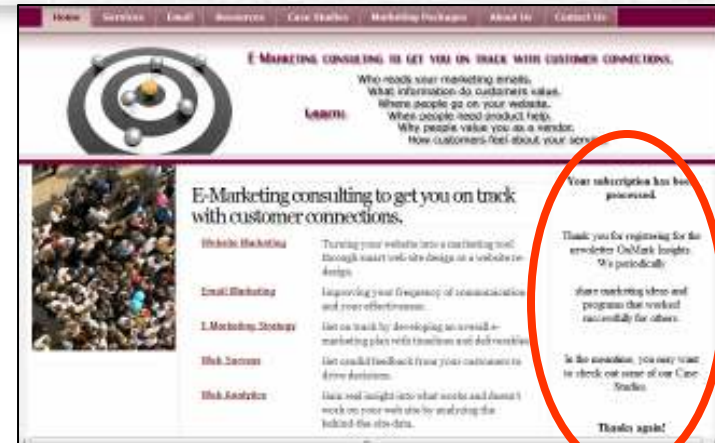 Home Services Email Resources Case Studies Marketing Packages About Us Contact Us
E-Marketing consulting to get you on track with customer connections.
Learn:
Who reads your marketing emails.
What information do customers value.
Where people go on your website.
When people need product help.
Why people value you as a vendor.
How customers feel about your
E-Marketing consulting to get you on track
with customer connections.
Website Marketing
Turning your website into a marketing tool
through smart web site design or a website re-
design.
Email Marketing
Improving your frequency of communication
and your effectiveness.
E-Marketing Strategy
Get on track by developing an overall e-
marketing plan with timelines and deliverables
Web Surveys
Get candid feedback from your customers to
drive decisions.
Web Analytics
Gain real insight into what works and doesn't
work on your web site by analyzing the
behind-the-site data.
Your subscription has been
processed.
Thank you for registering for the
newsletter OnMark Insights.
We periodically
share marketing ideas and
programs that worked
successfully for others.
In the meantime, you may want
to check out some of our Case
Studies.
Thanks again!